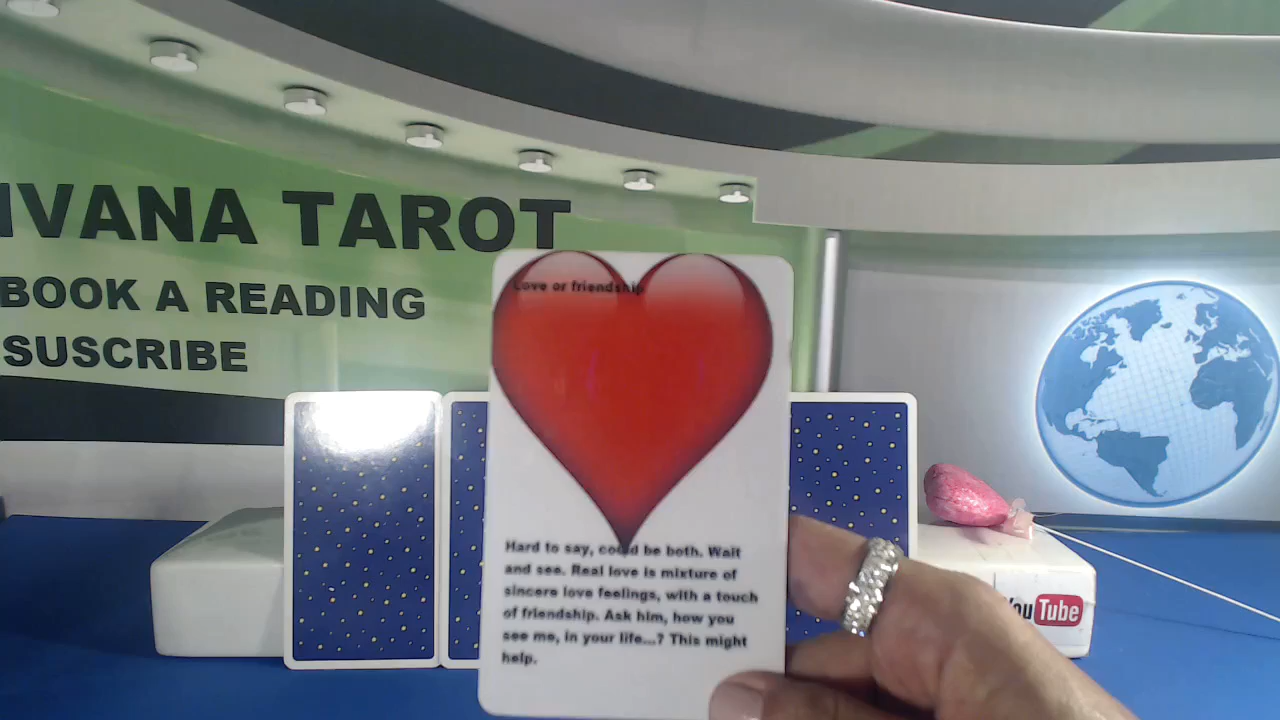 IVANA TAROT
BOOK A READING
SUSCRIBE
Love or friendship
Hard to say, could be both. Wait
and see. Real love is mixture of
sincere love feelings, with a touch
of friendship. Ask him, how you
see me, in your life...? This might
help.
You Tube